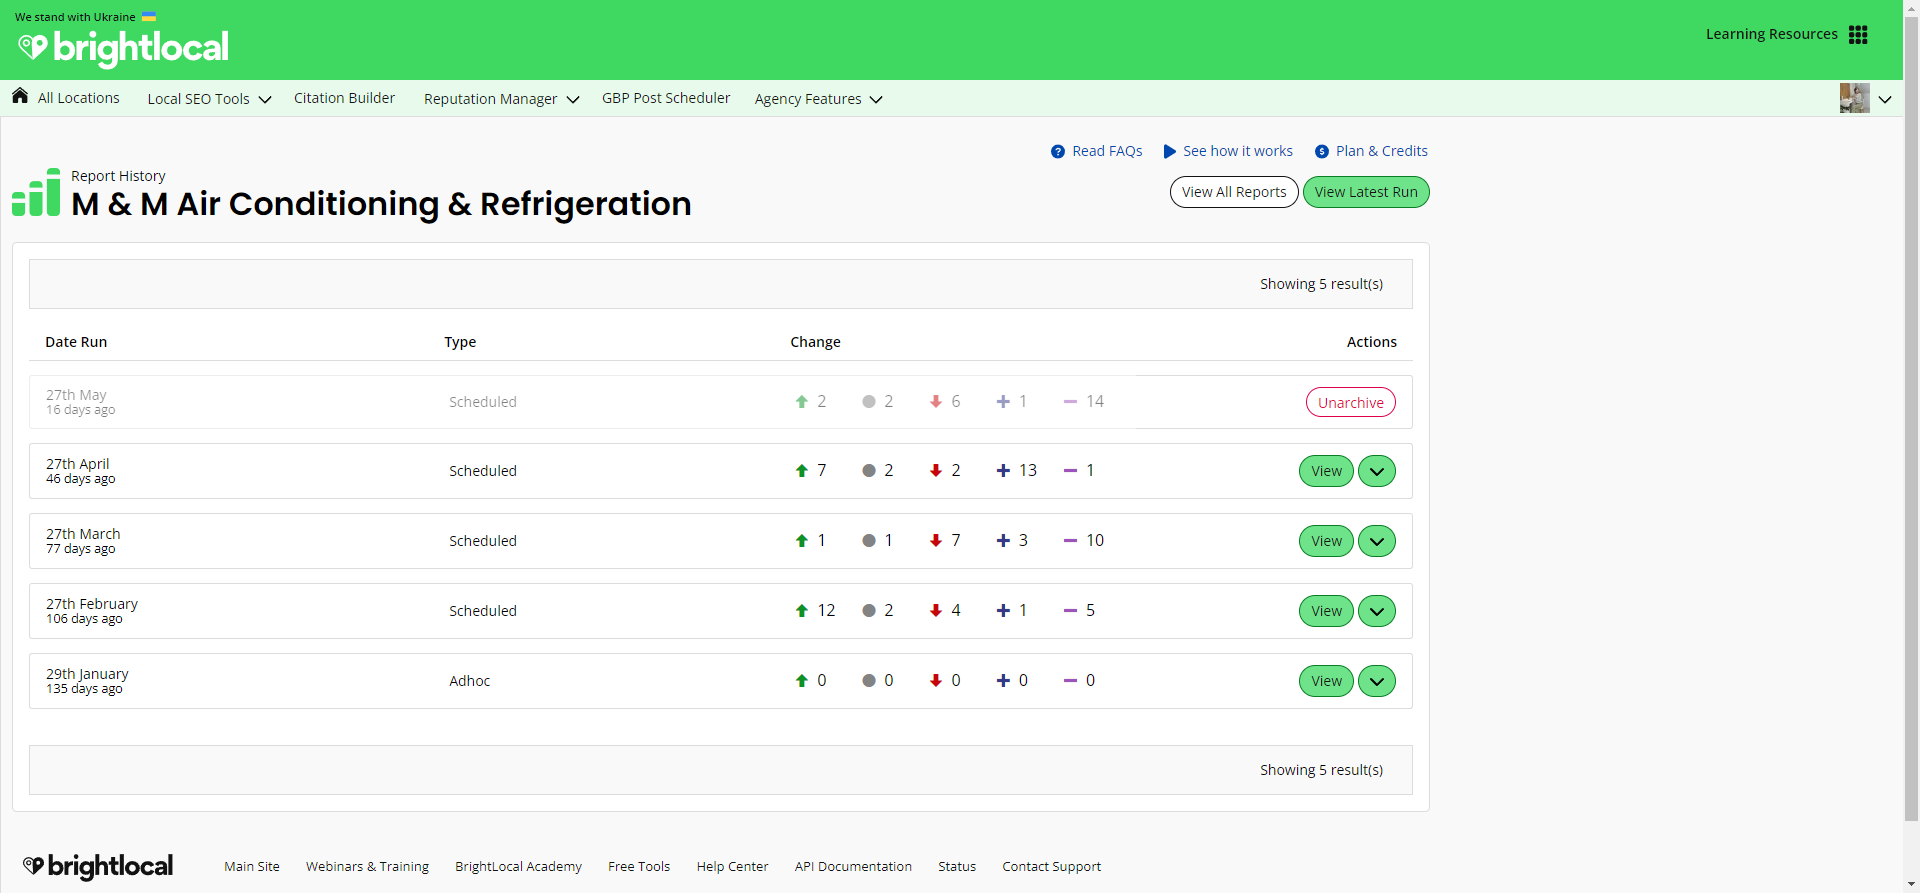 We stand with Ukraine
brightlocal
Learning Resources
All Locations Local SEO Tools Citation Builder Reputation Manager GBP Post Scheduler Agency Features
Read FAQs See how it works Plan & Credits
Report History
M & M Air Conditioning & Refrigeration
View All Reports View Latest Run
Showing 5 result(s)
Date Run Type Change Actions
27th May
16 days ago
Scheduled 2 2 6 1 14 Unarchive
27th April
46 days ago
Scheduled 7 2 2 13 1 View
27th March
77 days ago
Scheduled 1 1 7 3 10 View
27th February
106 days ago
Scheduled 12 2 4 1 5 View
29th January
135 days ago
Adhoc 0 0 0 0 0 View
Showing 5 result(s)
brightlocal Main Site Webinars & Training BrightLocal Academy Free Tools Help Center API Documentation Status Contact Support